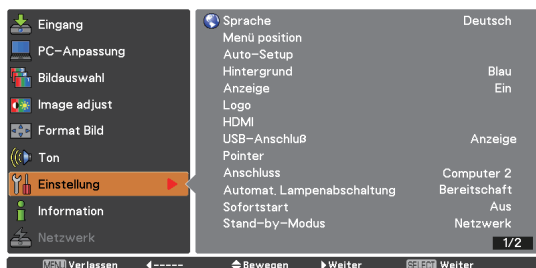 Eingang
PC-Anpassung
Bildauswahl
Image adjust
Format Bild
Ton
Einstellung
Information
Netzwerk
Sprache Deutsch
Menü position
Auto-Setup
Hintergrund Blau
Anzeige Ein
Logo
HDMI
USB-Anschluß Anzeige
Pointer
Anschluss Computer 2
Automat. Lampenabschaltung Bereitschaft
Sofortstart Aus
Stand-by-Modus Netzwerk
1/2
MENU Verlassen ----- Bewegen Weiter SELECT Weiter